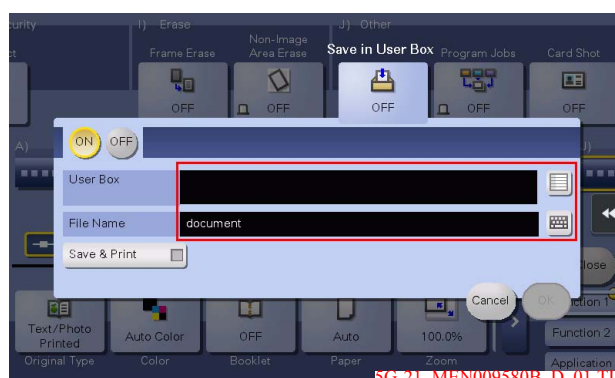 I) Erase
J) Other
Frame Erase
Non-Image
Area Erase
Save in User Box
Program Jobs
Card Shot
OFF
OFF
OFF
OFF
OFF
A)
ON
OFF
J)
User Box
File Name
document
Save & Print
Close
Cancel
OK
Text/Photo
Printed
Auto Color
OFF
Auto
100.0%
Function 2
Original Type
Color
Booklet
Paper
Zoom
Application